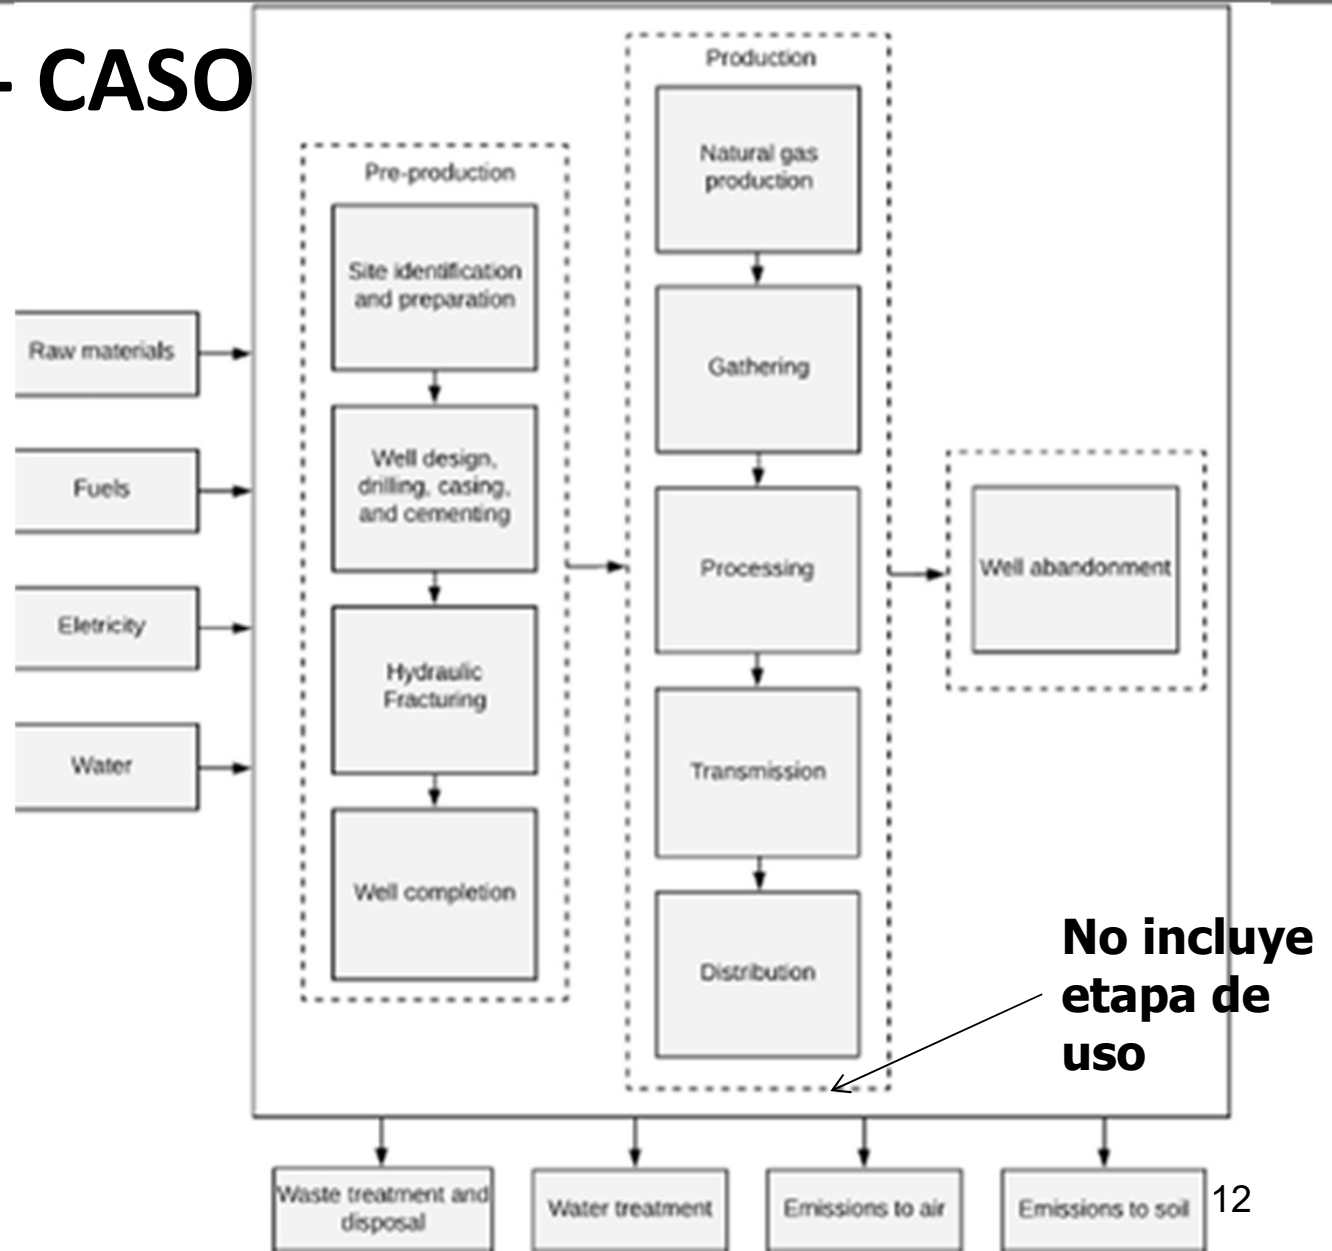 - CASO
Raw materials
Fuels
Eletricity
Water
Pre-production
Site identification
and preparation
Well design,
drilling, casing,
and cementing
Hydraulic
Fracturing
Well completion
Production
Natural gas
production
Gathering
Processing
Transmission
Distribution
Well abandonment
No incluye
etapa de
uso
Waste treatment and
disposal
Water treatment
Emissions to air
Emissions to soil
12